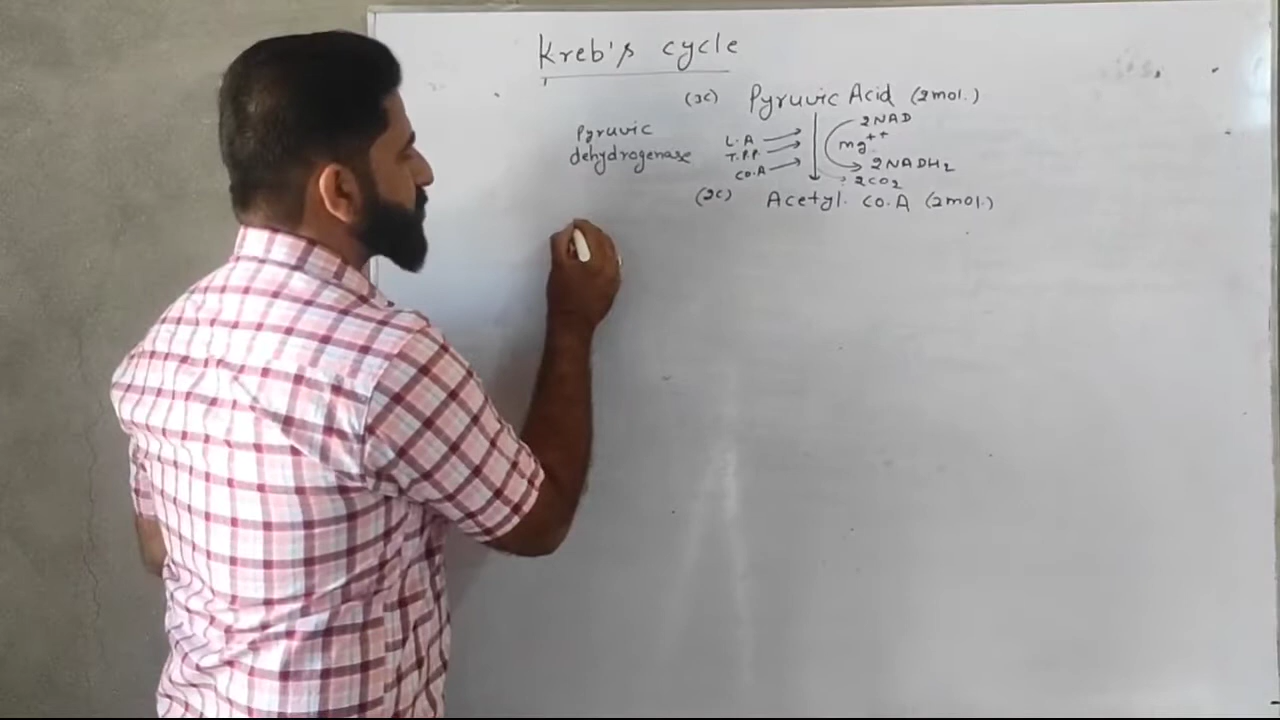 Kreb's cycle
(3C) Pyruvic Acid (2mol.)
Pyruvic
dehydrogenase
L.A
T.P.P.
CO.A
2NAD
mg++
2NADH2
2CO2
(2C) Acetyl. CO.A (2mol.)